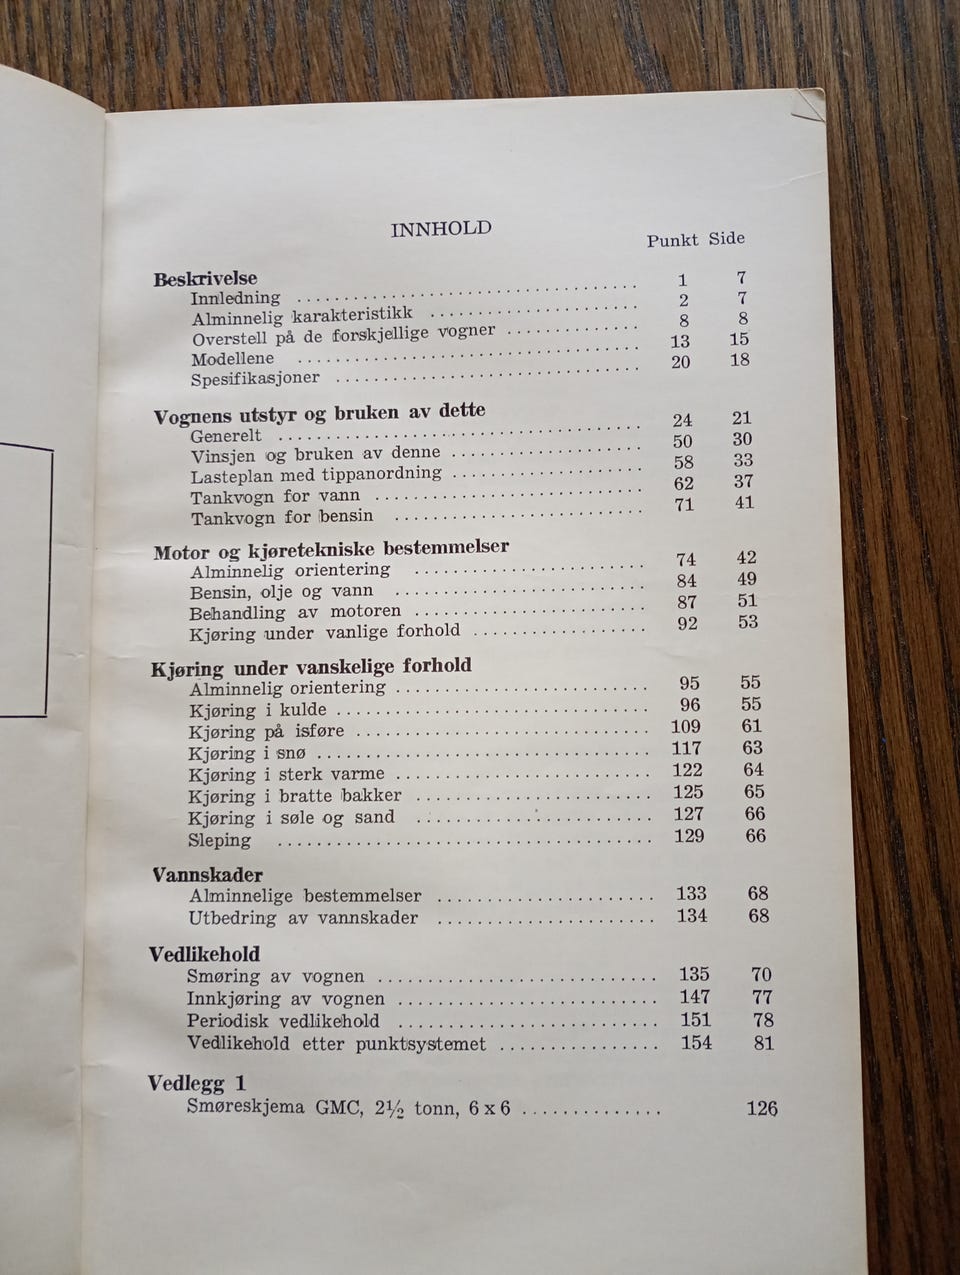 INNHOLD
Punkt Side
Beskrivelse
Innledning ................................... 1 7
Alminnelig karakteristikk ...................... 2 7
Overstell på de forskjellige vogner .............. 8 8
Modellene ................................... 13 15
Spesifikasjoner ................................ 20 18
Vognens utstyr og bruken av dette
Generelt ..................................... 24 21
Vinsjen og bruken av denne .................... 50 30
Lasteplan med tippanordning .................... 58 33
Tankvogn for vann ............................ 62 37
Tankvogn for bensin .......................... 71 41
Motor og kjøretekniske bestemmelser
Alminnelig orientering ........................ 74 42
Bensin, olje og vann .......................... 84 49
Behandling av motoren ........................ 87 51
Kjøring under vanlige forhold .................. 92 53
Kjøring under vanskelige forhold
Alminnelig orientering .......................... 95 55
Kjøring i kulde ................................. 96 55
Kjøring på isføre ............................... 109 61
Kjøring i snø ................................... 117 63
Kjøring i sterk varme ........................... 122 64
Kjøring i bratte bakker ......................... 125 65
Kjøring i søle og sand ......................... 127 66
Sleping ....................................... 129 66
Vannskader
Alminnelige bestemmelser ....................... 133 68
Utbedring av vannskader ....................... 134 68
Vedlikehold
Smøring av vognen ............................. 135 70
Innkjøring av vognen ........................... 147 77
Periodisk vedlikehold ........................... 151 78
Vedlikehold etter punktsystemet ................. 154 81
Vedlegg 1
Smøreskjema GMC, 2½ tonn, 6 x 6 ............... 126